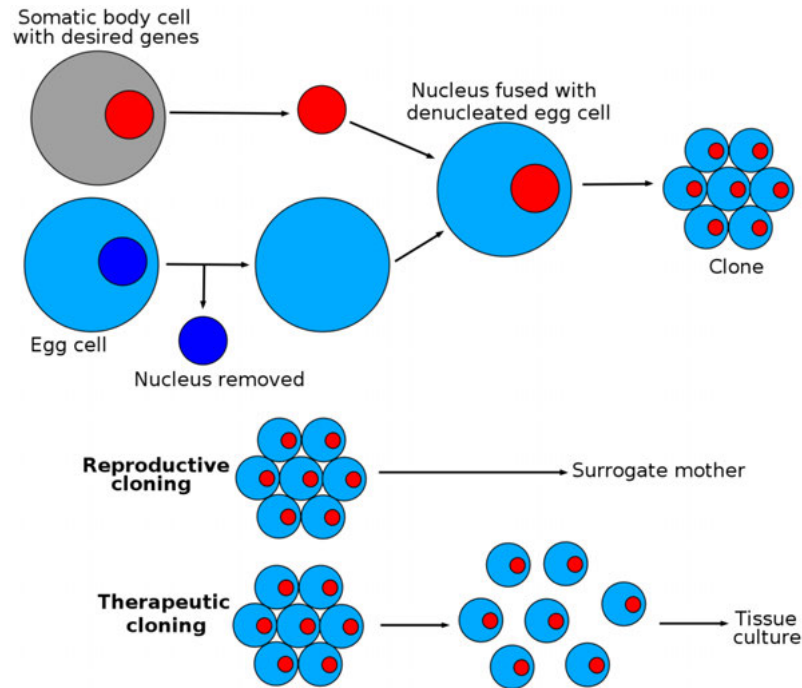 Somatic body cell
with desired genes
Nucleus fused with
denucleated egg cell
Clone
Egg cell
Nucleus removed
Reproductive
cloning
Surrogate mother
Therapeutic
cloning
Tissue
culture